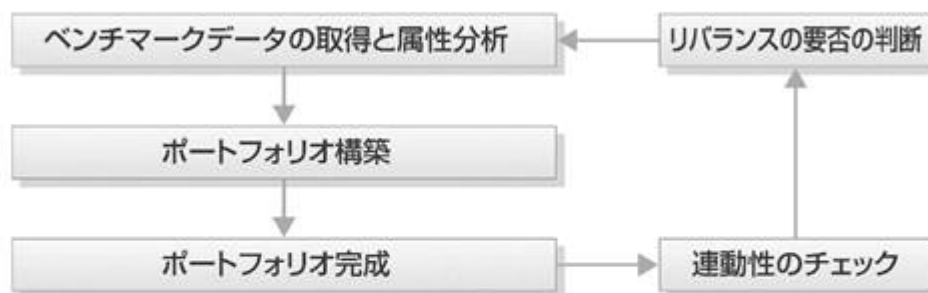 ベンチマークデータの取得と属性分析
リバランスの要否の判断
ポートフォリオ構築
ポートフォリオ完成
連動性のチェック